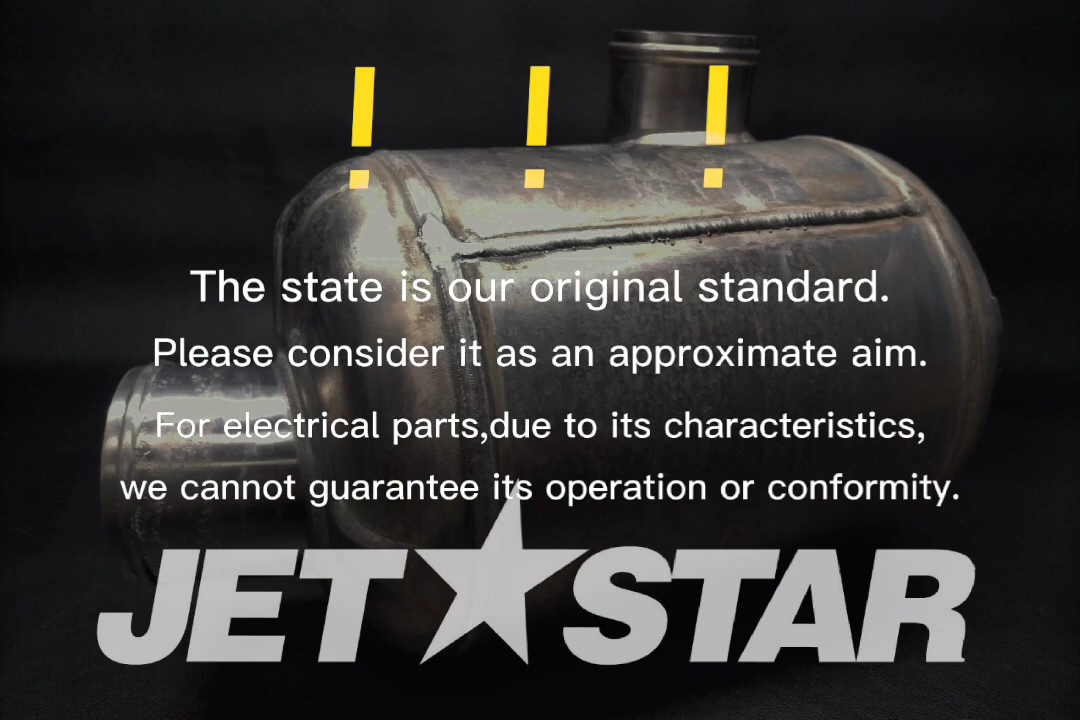 ! ! !
The state is our original standard.
Please consider it as an approximate aim.
For electrical parts,due to its characteristics,
we cannot guarantee its operation or conformity.
JET★STAR